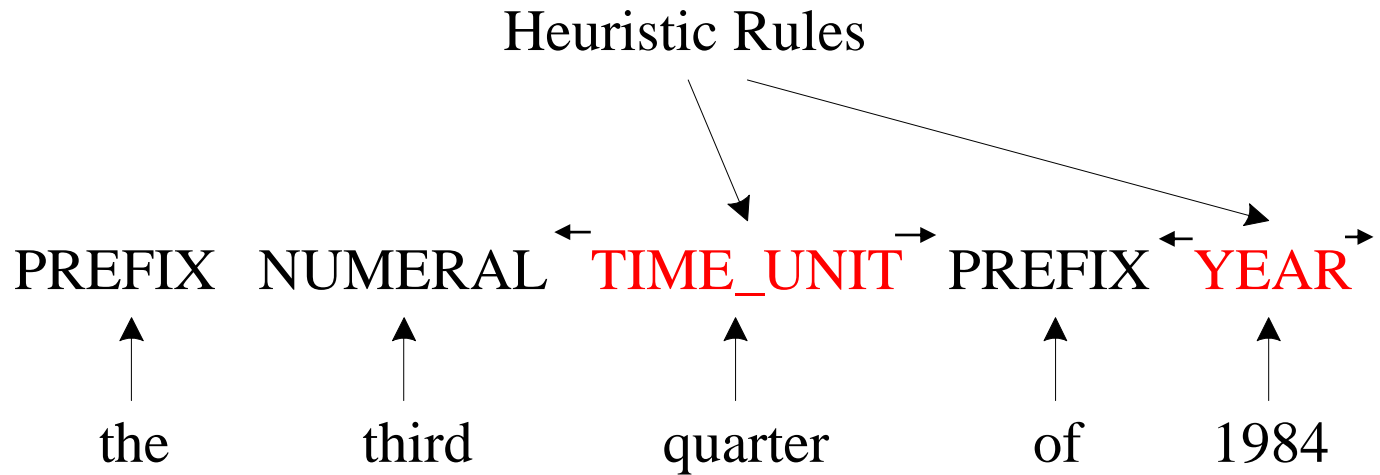 Heuristic Rules
PREFIX NUMERAL TIME_UNIT PREFIX YEAR
the third quarter of 1984